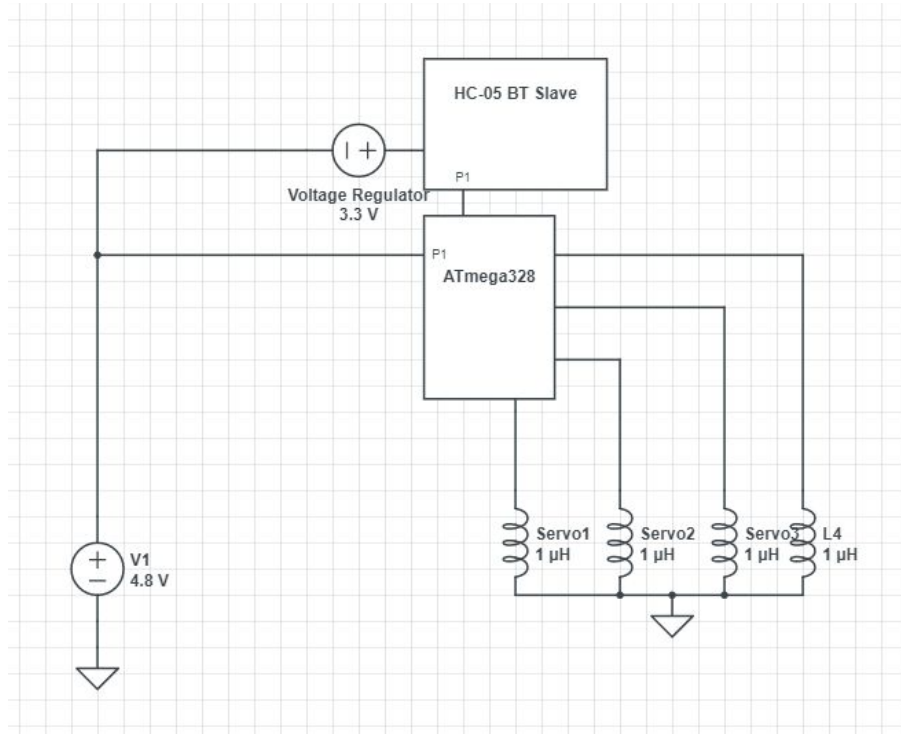 HC-05 BT Slave
P1
Voltage Regulator
3.3 V
P1
ATmega328
V1
4.8 V
Servo1
1 µH
Servo2
1 µH
Servo3
1 µH
L4
1 µH